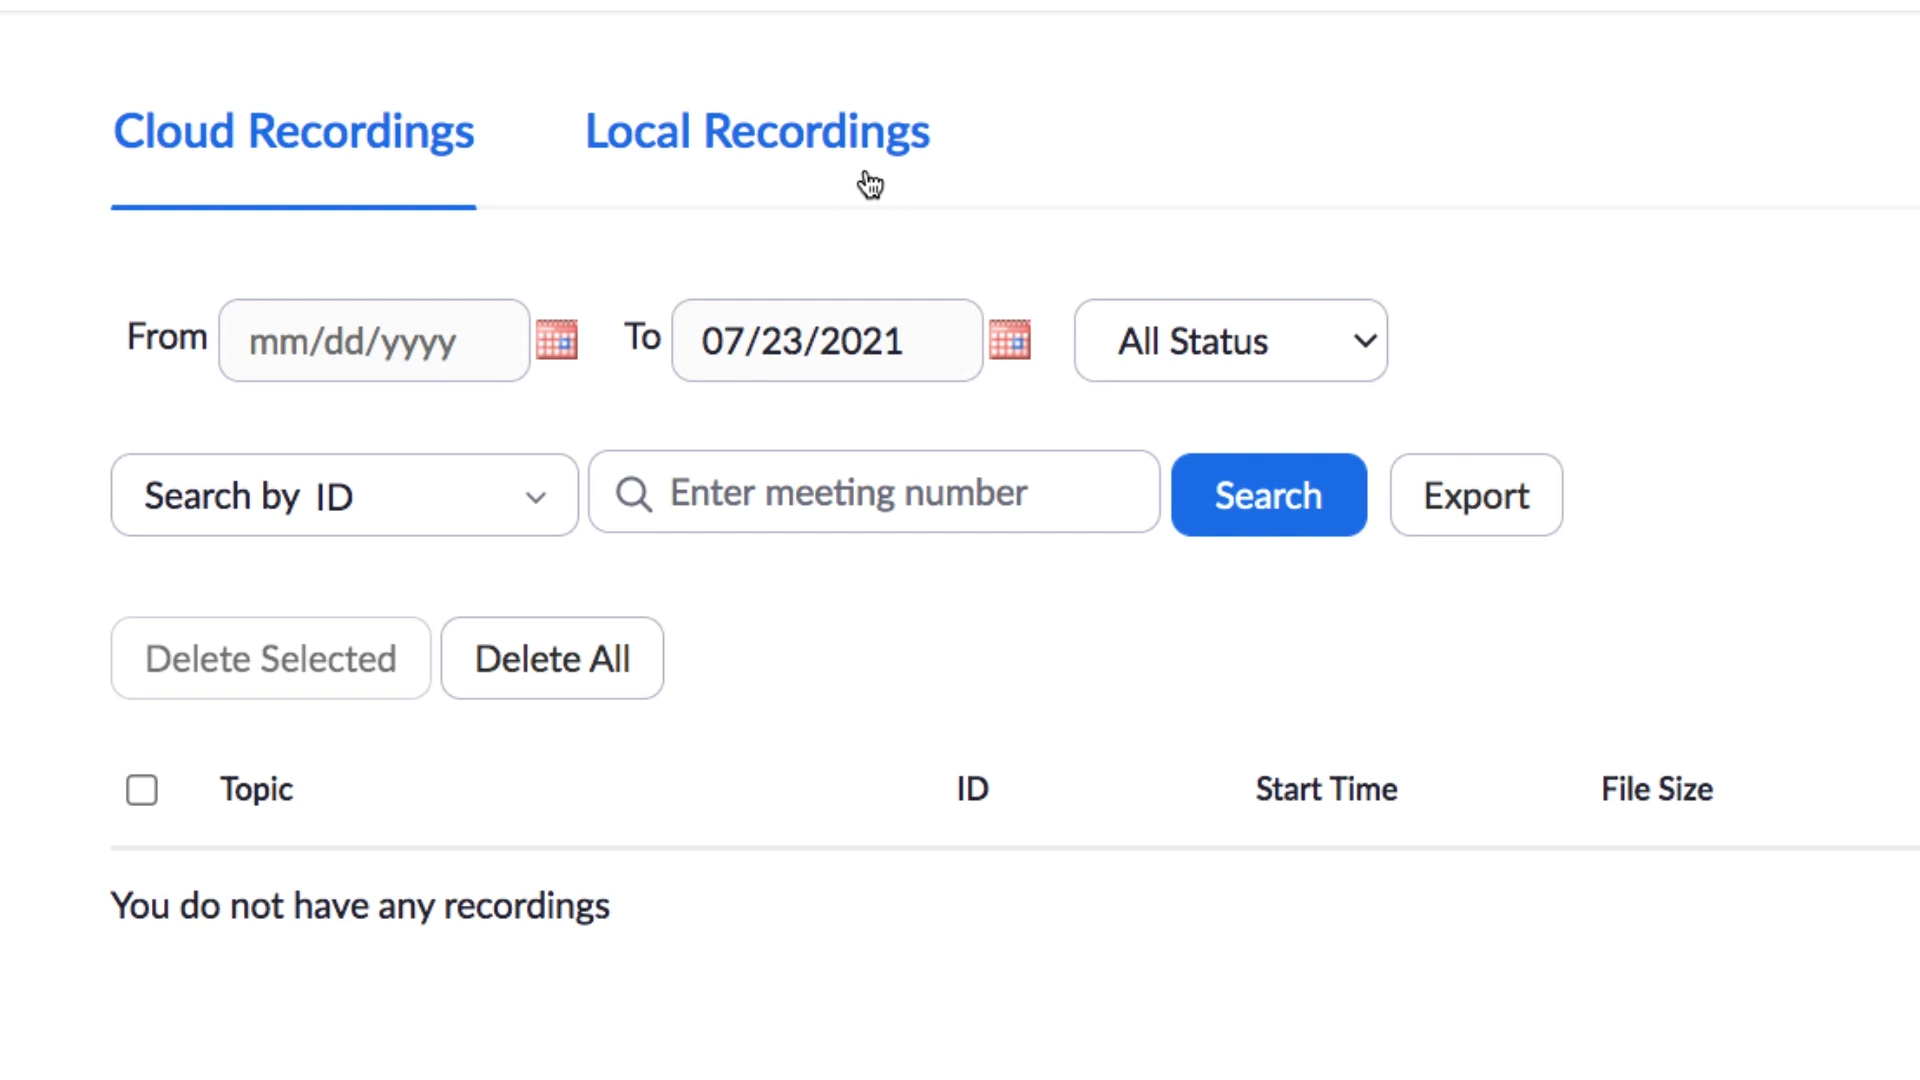 Cloud Recordings Local Recordings
From mm/dd/yyyy To 07/23/2021 All Status
Search by ID Enter meeting number Search Export
Delete Selected Delete All
Topic ID Start Time File Size
You do not have any recordings